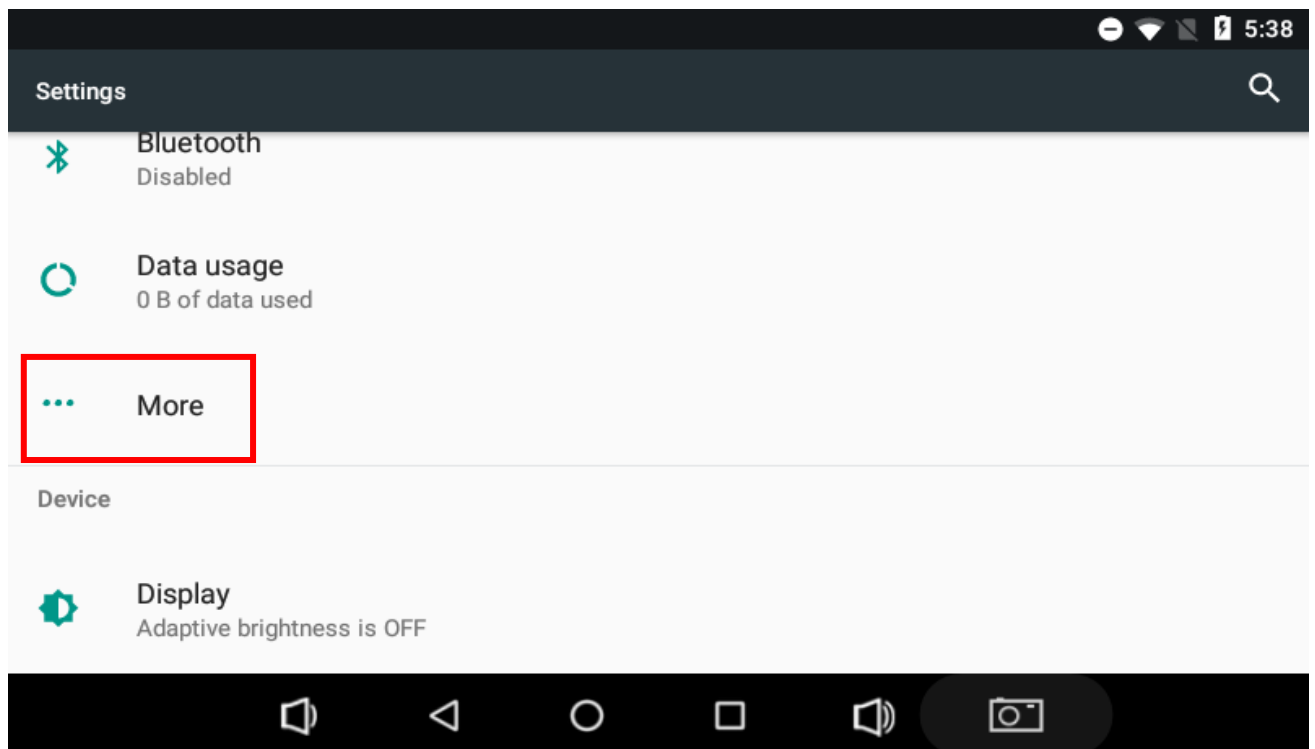 5:38
Settings
Bluetooth
Disabled
Data usage
0 B of data used
More
Device
Display
Adaptive brightness is OFF